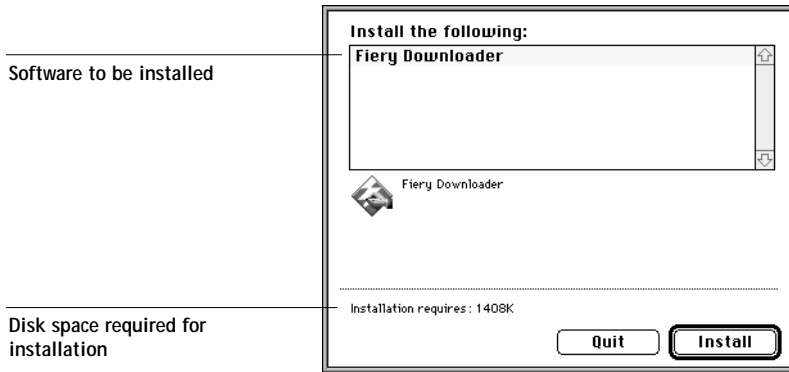 Install the following:
Fiery Downloader
Software to be installed
Fiery Downloader
Installation requires: 1408K
Disk space required for
installation
Quit
Install